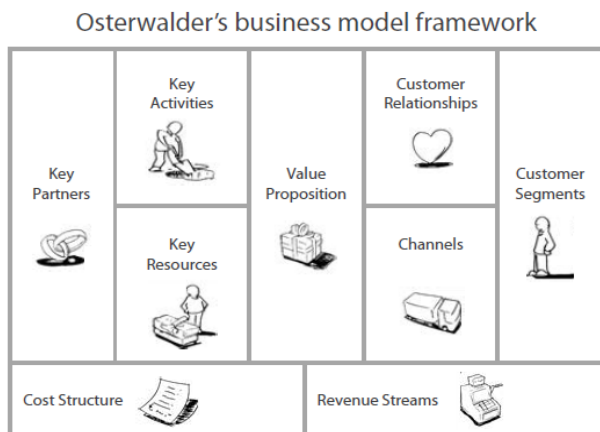 Osterwalder's business model framework
Key
Partners
Key
Activities
Key
Resources
Value
Proposition
Customer
Relationships
Channels
Customer
Segments
Cost Structure
Revenue Streams